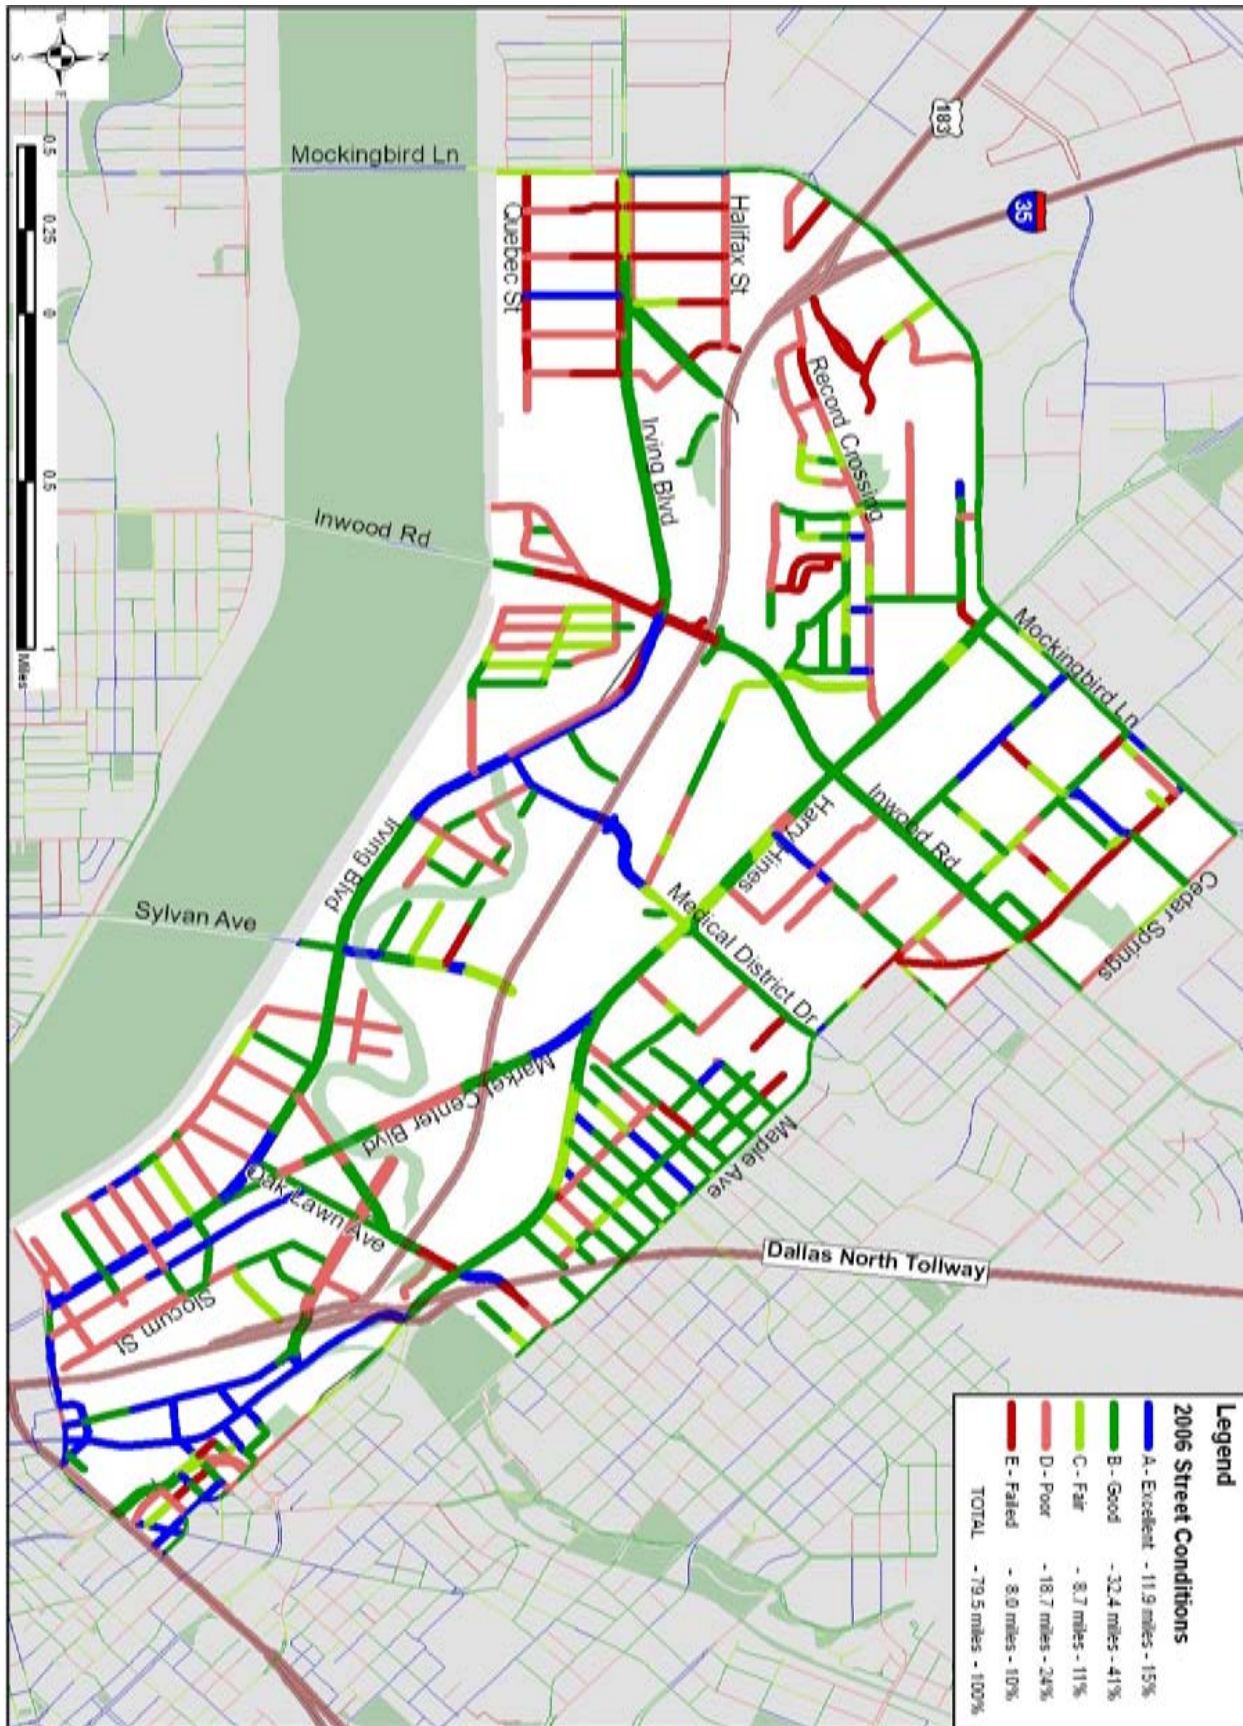 Mockingbird Ln
183
35
Halifax St
Quebec St
Record Crossing
Irving Blvd
Inwood Rd
Mockingbird Ln
Inwood Rd
Harry Hines
Cedar Springs
Medical District Dr
Irving Blvd
Sylvan Ave
Market Center Blvd
Maple Ave
Oak Lawn Ave
Dallas North Tollway
Slocum St
N
E
S
0.5
0.25
0
0.5
1
Miles
Legend
2006 Street Conditions
A - Excellent - 11.9 miles - 15%
B - Good - 32.4 miles - 41%
C - Fair - 8.7 miles - 11%
D - Poor - 18.7 miles - 24%
E - Failed - 8.0 miles - 10%
TOTAL - 79.5 miles - 100%